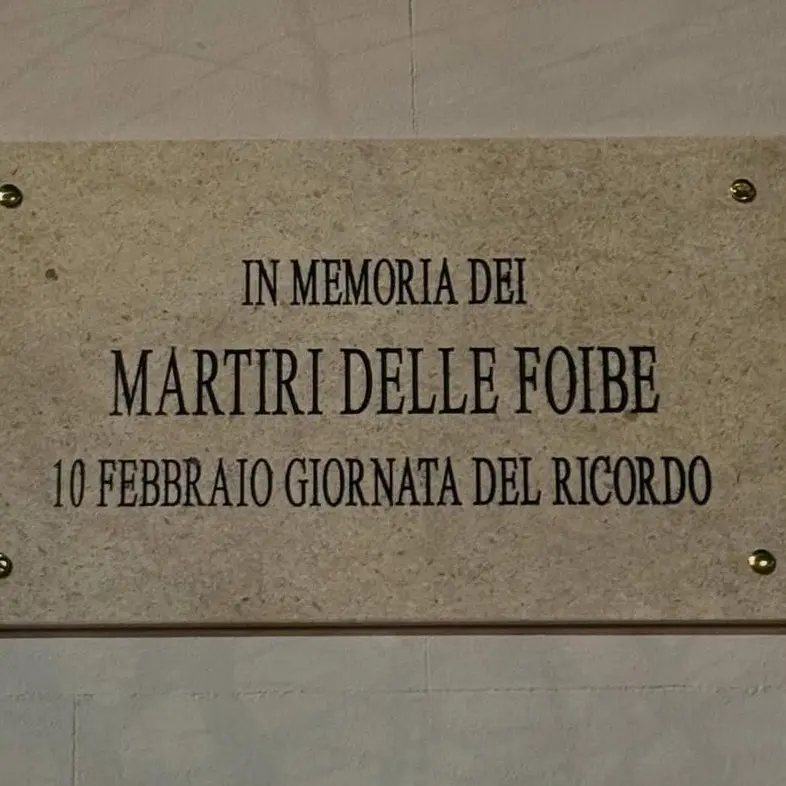 IN MEMORIA DEI
MARTIRI DELLE FOIBE
10 FEBBRAIO GIORNATA DEL RICORDO